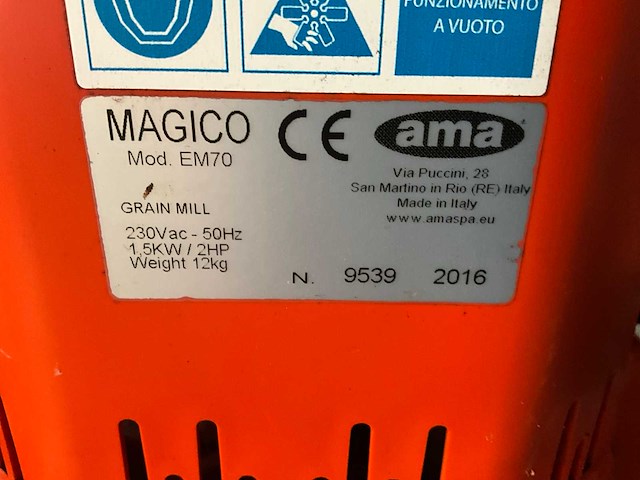 FUNZIONAMENTO
A VUOTO
MAGICO
Mod. EM70
GRAIN MILL
230Vac - 50Hz
1,5KW / 2HP
Weight 12kg
CE
ama
Via Puccini, 28
San Martino in Rio (RE) Italy
Made in Italy
www.amaspa.eu
N. 9539 2016